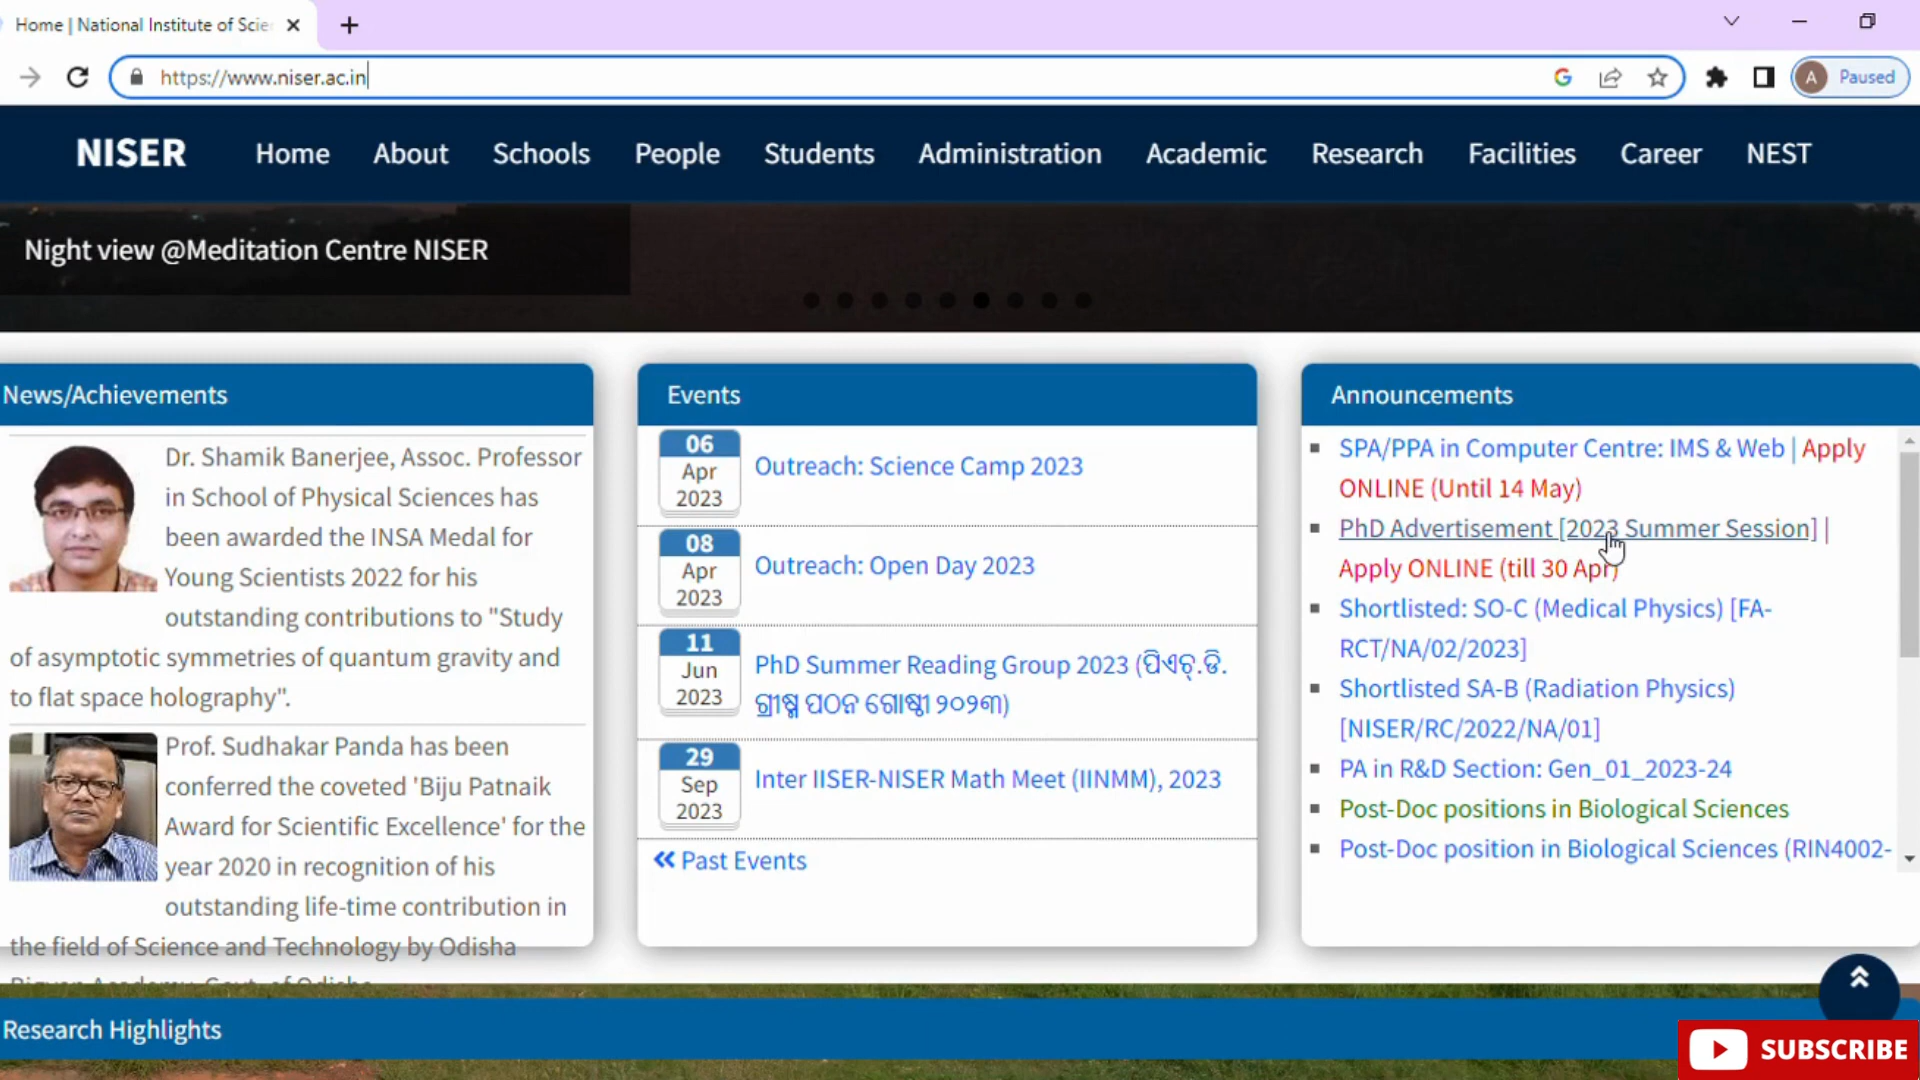 Home | National Institute of Scie
https://www.niser.ac.in
A Paused
NISER Home About Schools People Students Administration Academic Research Facilities Career NEST
Night view @Meditation Centre NISER
News/Achievements
Dr. Shamik Banerjee, Assoc. Professor
in School of Physical Sciences has
been awarded the INSA Medal for
Young Scientists 2022 for his
outstanding contributions to "Study
of asymptotic symmetries of quantum gravity and
to flat space holography".
Prof. Sudhakar Panda has been
conferred the coveted 'Biju Patnaik
Award for Scientific Excellence' for the
year 2020 in recognition of his
outstanding life-time contribution in
the field of Science and Technology by Odisha
Events
06
Apr
2023
Outreach: Science Camp 2023
08
Apr
2023
Outreach: Open Day 2023
11
Jun
2023
PhD Summer Reading Group 2023 (ପିଏଚ୍.ଡି.
ଗ୍ରୀଷ୍ମ ପଠନ ଗୋଷ୍ଠୀ ୨୦୨୩)
29
Sep
2023
Inter IISER-NISER Math Meet (IINMM), 2023
Past Events
Announcements
SPA/PPA in Computer Centre: IMS & Web | Apply
ONLINE (Until 14 May)
PhD Advertisement [2023 Summer Session] |
Apply ONLINE (till 30 Apr)
Shortlisted: SO-C (Medical Physics) [FA-
RCT/NA/02/2023]
Shortlisted SA-B (Radiation Physics)
[NISER/RC/2022/NA/01]
PA in R&D Section: Gen_01_2023-24
Post-Doc positions in Biological Sciences
Post-Doc position in Biological Sciences (RIN4002-
Research Highlights
SUBSCRIBE